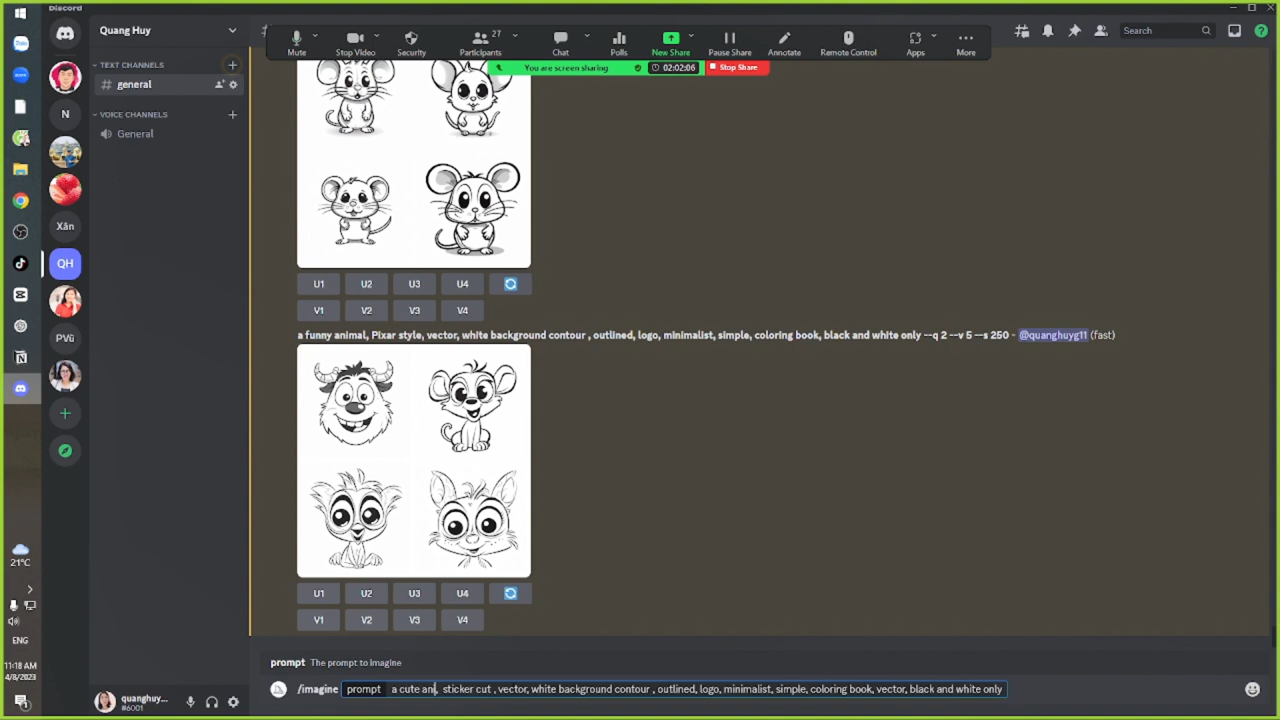 Discord
Quang Huy
Mute
Stop Video
Security
Participants
27
Chat
Polls
New Share
Pause Share
Annotate
Remote Control
Apps
More
Search
You are screen sharing
02:02:06
Stop Share
TEXT CHANNELS
general
VOICE CHANNELS
General
N
Xân
QH
PVü
U1 U2 U3 U4
V1 V2 V3 V4
a funny animal, Pixar style, vector, white background contour , outlined, logo, minimalist, simple, coloring book, black and white only --q 2 --v 5 --s 250 - @quanghuyg11 (fast)
U1 U2 U3 U4
V1 V2 V3 V4
prompt The prompt to imagine
/imagine prompt a cute ani, sticker cut , vector, white background contour , outlined, logo, minimalist, simple, coloring book, vector, black and white only
quanghuy...
#6001
21°C
ENG
11:18 AM
4/8/2023